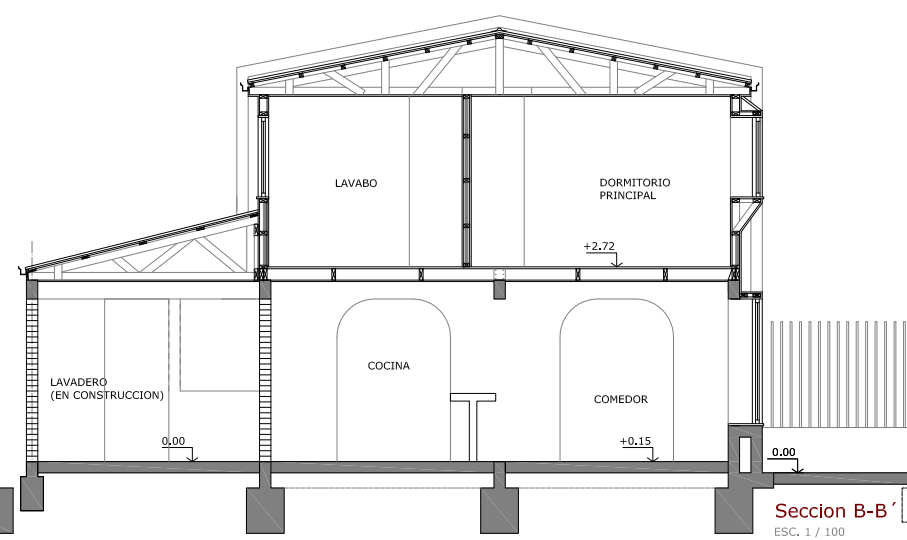 LAVABO
DORMITORIO
PRINCIPAL
+2.72
COCINA
LAVADERO
(EN CONSTRUCCION)
COMEDOR
0.00
+0.15
0.00
Seccion B-B´
ESC. 1 / 100